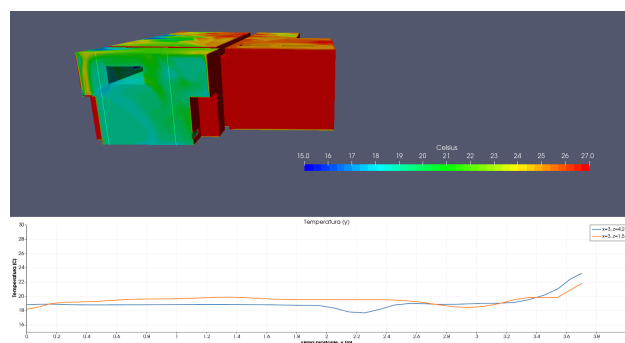 Celsius
15.0 16 17 18 19 20 21 22 23 24 25 26 27.0
Temperatura (y)
x=3..z=4.2
x=3..z=1.5
Temperatura (C)
30
28
26
24
22
20
18
16
0 0.2 0.4 0.6 0.8 1 1.2 1.4 1.6 1.8 2 2.2 2.4 2.6 2.8 3 3.2 3.4 3.6 3.8